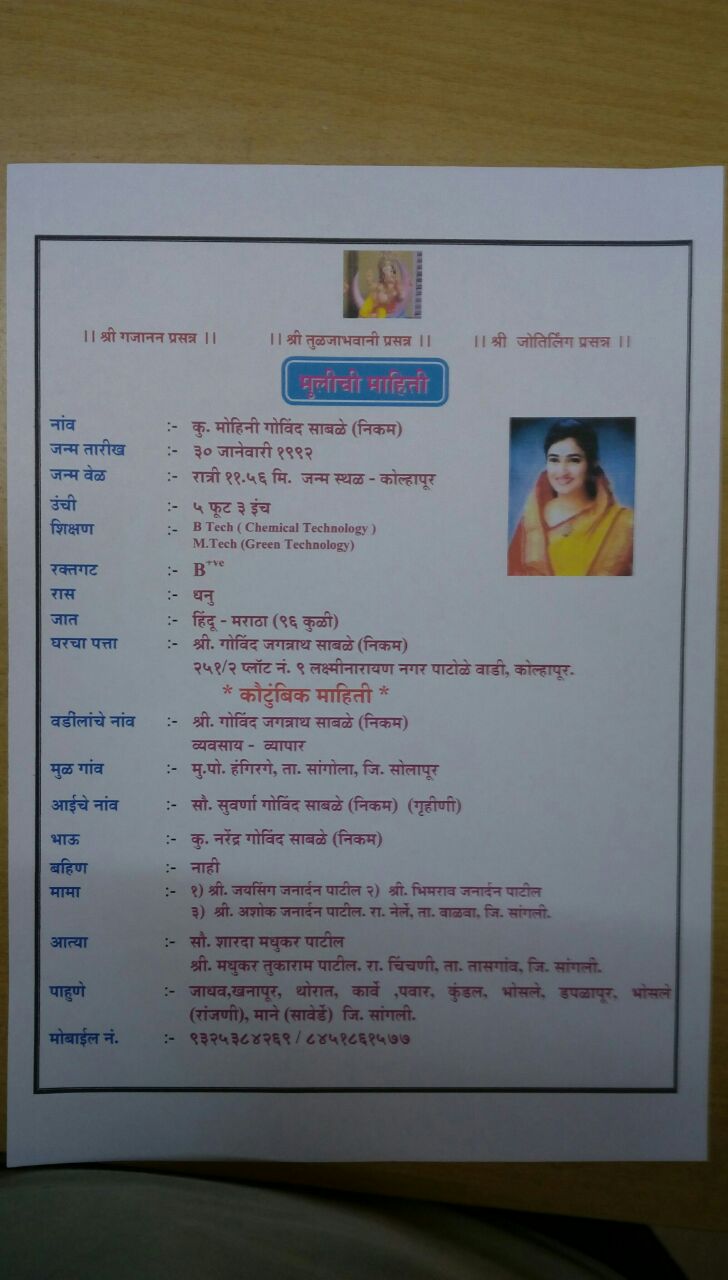 ।। श्री गजानन प्रसन्न ।। ।। श्री तुळजाभवानी प्रसन्न ।। ।। श्री जोतिर्लिंग प्रसन्न ।।
मुलीची माहिती
नांव :- कु. मोहिनी गोविंद साबळे (निकम)
जन्म तारीख :- ३० जानेवारी १९९२
जन्म वेळ :- रात्री ११.५६ मि. जन्म स्थळ - कोल्हापूर
उंची :- ५ फूट ३ इंच
शिक्षण :- B Tech ( Chemical Technology )
M.Tech (Green Technology)
रक्तगट :- B+ve
रास :- धनु
जात :- हिंदू - मराठा (९६ कुळी)
घरचा पत्ता :- श्री. गोविंद जगन्नाथ साबळे (निकम)
२५१/२ प्लॉट नं. ९ लक्ष्मीनारायण नगर पाटोळे वाडी, कोल्हापूर.
* कौटुंबिक माहिती *
वडीलांचे नांव :- श्री. गोविंद जगन्नाथ साबळे (निकम)
व्यवसाय - व्यापार
मुळ गांव :- मु.पो. हंगिरगे, ता. सांगोला, जि. सोलापूर
आईचे नांव :- सौ. सुवर्णा गोविंद साबळे (निकम) (गृहीणी)
भाऊ :- कु. नरेंद्र गोविंद साबळे (निकम)
बहिण :- नाही
मामा :- १) श्री. जयसिंग जनार्दन पाटील २) श्री. भिमराव जनार्दन पाटील
३) श्री. अशोक जनार्दन पाटील. रा. नेर्ले, ता. वाळवा, जि. सांगली.
आत्या :- सौ. शारदा मधुकर पाटील
श्री. मधुकर तुकाराम पाटील. रा. चिंचणी, ता. तासगांव, जि. सांगली.
पाहुणे :- जाधव,खनापूर, थोरात, कार्वे ,पवार, कुंडल, भोसले, डपळापूर, भोसले
(रांजणी), माने (सावेर्डे) जि. सांगली.
मोबाईल नं. :- ९३२५३८४२६९ / ८४५१८६१५७७